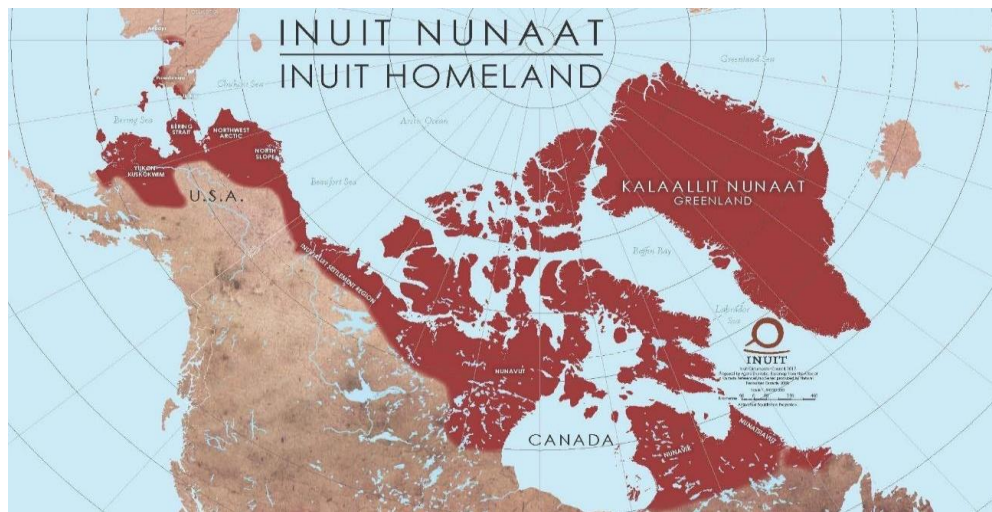 INUIT NUNAAT
INUIT HOMELAND
Greenland Sea
Chukchi Sea
Bering Sea
Arctic Ocean
BERING
STRAIT
NORTHWEST
ARCTIC
NORTH
SLOPE
YUKON
KUSKOKWIM
U.S.A.
Beaufort Sea
KALAALLIT NUNAAT
GREENLAND
Baffin Bay
INUVIALUIT SETTLEMENT REGION
Labrador
Sea
INUIT
NUNAVUT
CANADA
NUNATSIAVUT
NUNAVIK